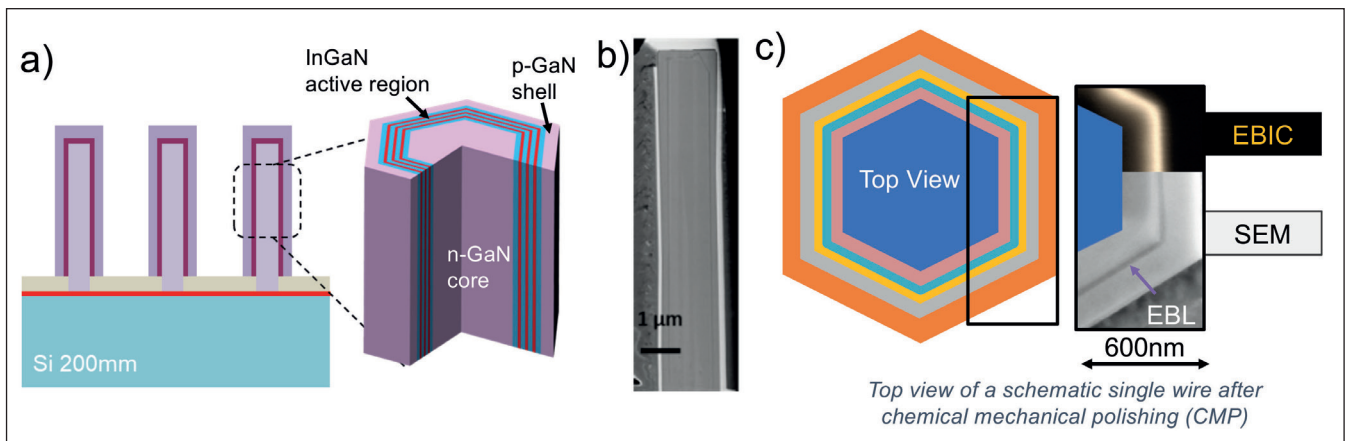 a)
InGaN
active region
p-GaN
shell
n-GaN
core
Si 200mm
b)
1 µm
c)
Top View
EBIC
SEM
EBL
600nm
Top view of a schematic single wire after
chemical mechanical polishing (CMP)